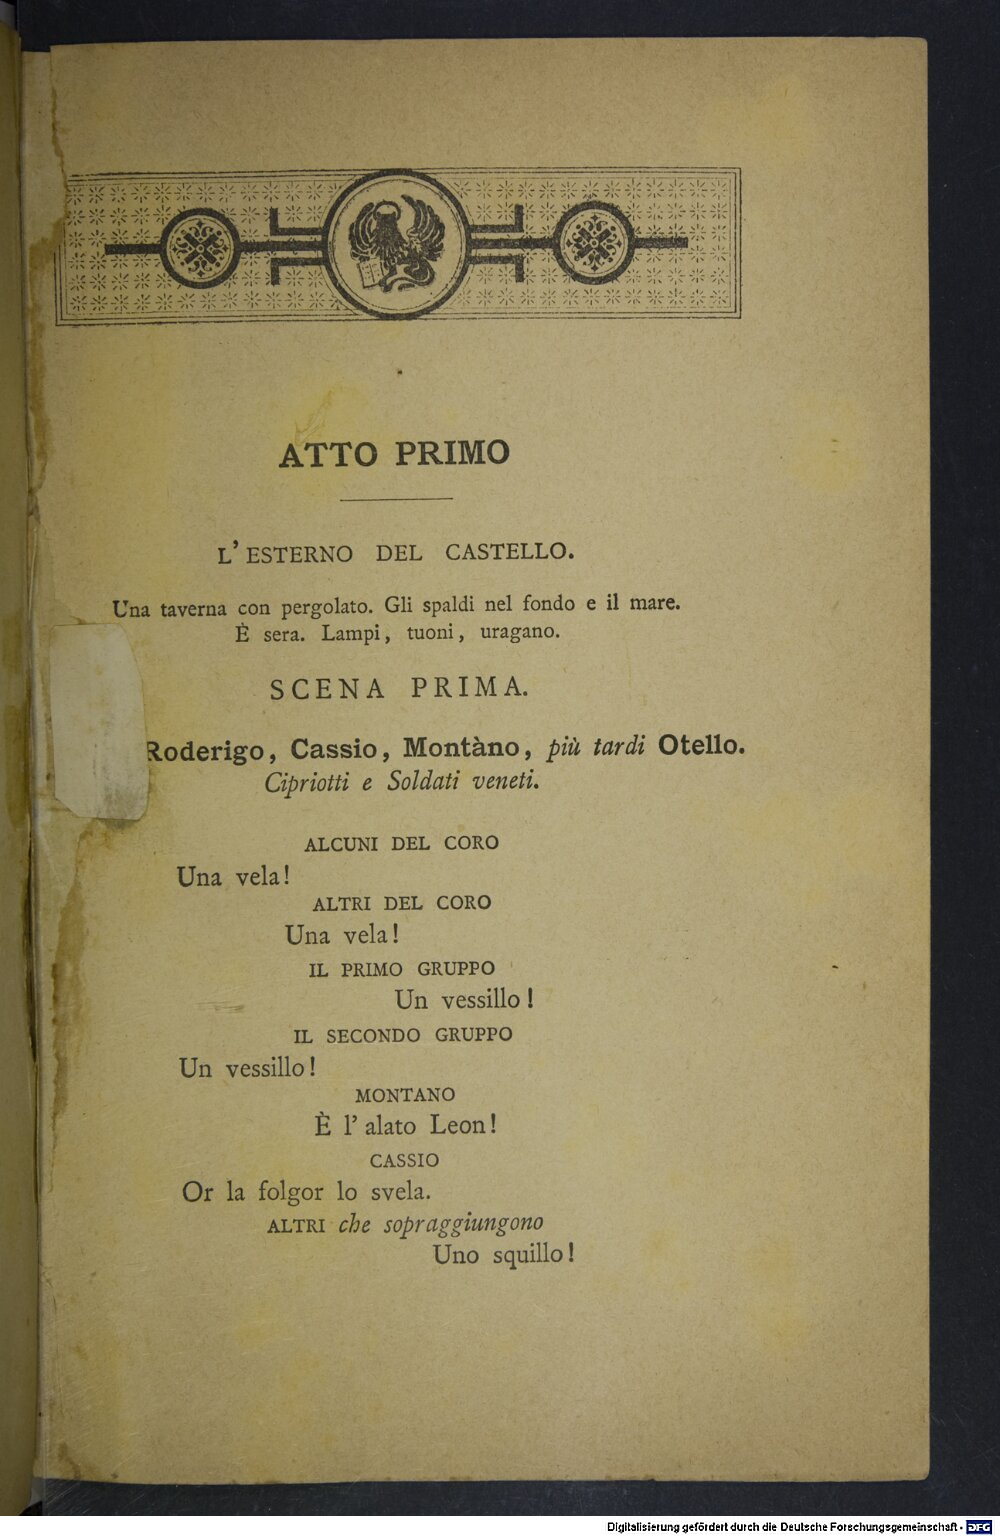 ATTO PRIMO
L' ESTERNO DEL CASTELLO.
Una taverna con pergolato. Gli spaldi nel fondo e il mare.
È sera. Lampi, tuoni, uragano.
SCENA PRIMA.
Roderigo, Cassio, Montàno, più tardi Otello.
Cipriotti e Soldati veneti.
ALCUNI DEL CORO
Una vela!
ALTRI DEL CORO
Una vela!
IL PRIMO GRUPPO
Un vessillo!
IL SECONDO GRUPPO
Un vessillo!
MONTANO
È l' alato Leon!
CASSIO
Or la folgor lo svela.
ALTRI che sopraggiungono
Uno squillo!
Digitalisierung gefördert durch die Deutsche Forschungsgemeinschaft - DFG